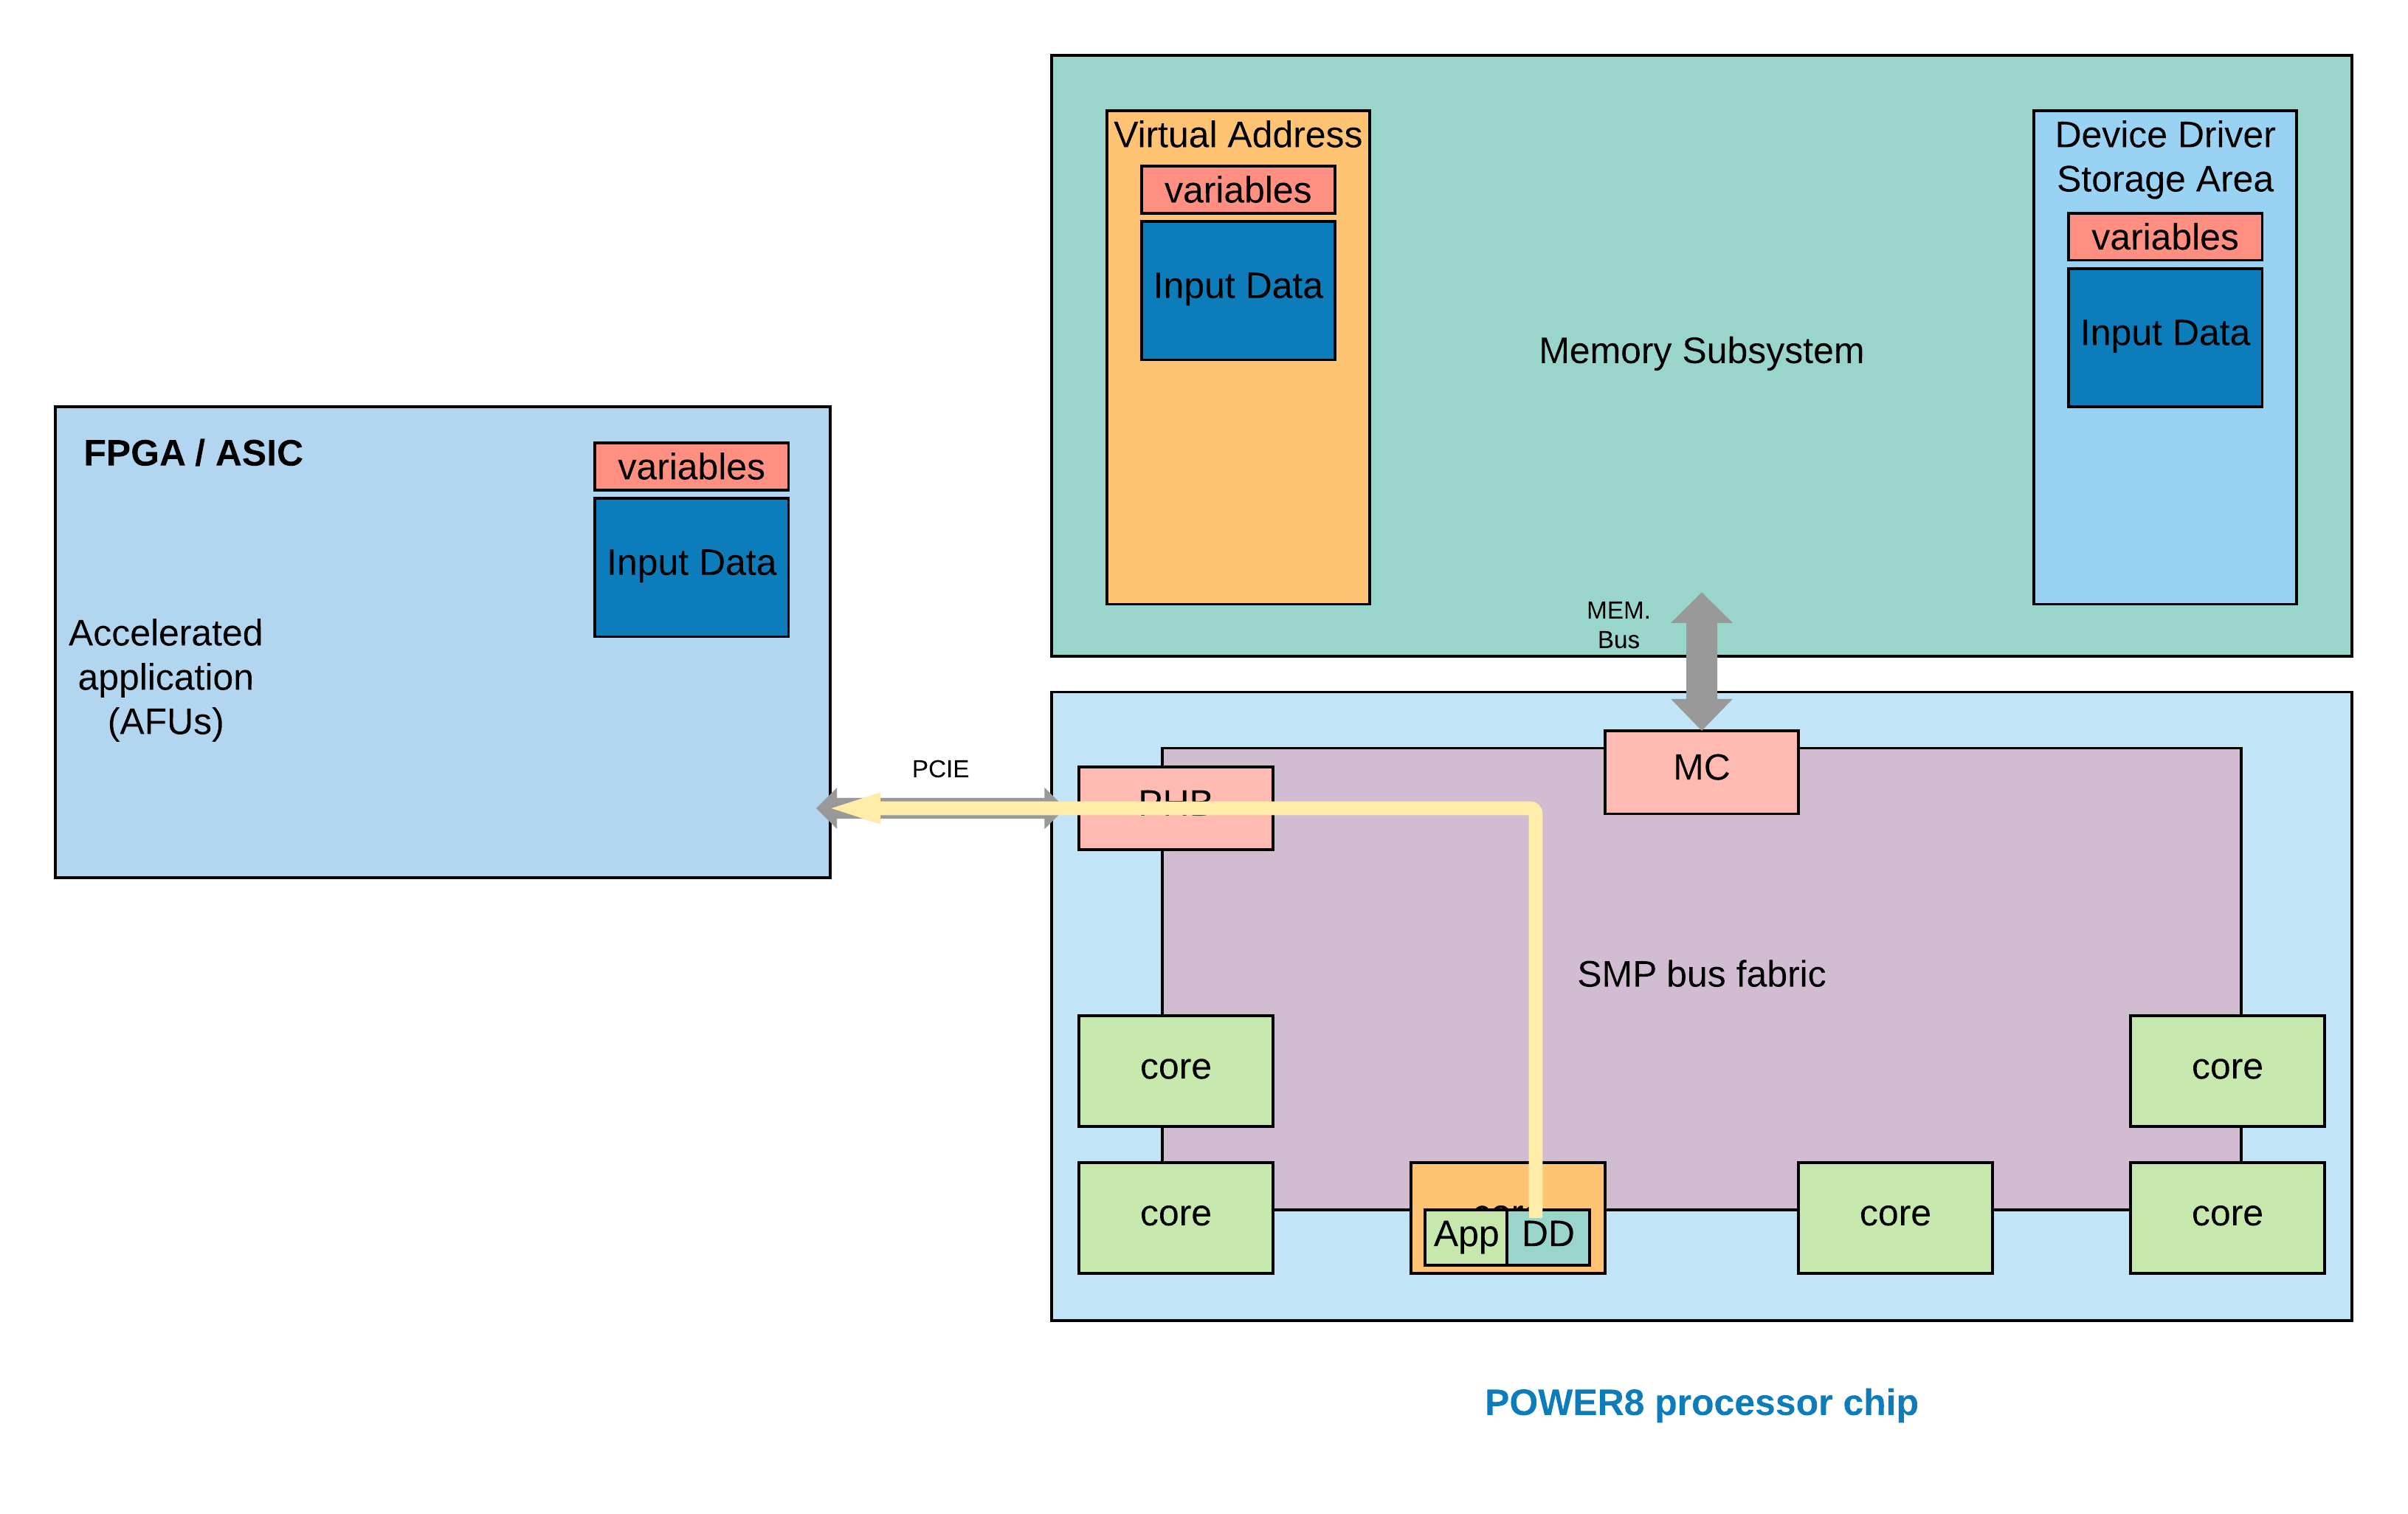 Virtual Address
variables
Input Data
Memory Subsystem
Device Driver
Storage Area
variables
Input Data
MEM.
Bus
FPGA / ASIC
variables
Input Data
Accelerated
application
(AFUs)
PCIE
PHB
MC
SMP bus fabric
core
core
core
core
App
DD
core
core
POWER8 processor chip